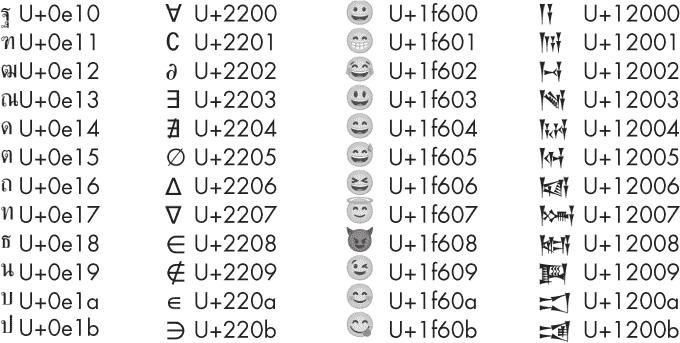 ฐ U+0e10 ∀ U+2200 😀 U+1f600 𒀀 U+12000
ฑ U+0e11 ∁ U+2201 😁 U+1f601 𒀁 U+12001
ฒ U+0e12 ∂ U+2202 😂 U+1f602 𒀂 U+12002
ณ U+0e13 ∃ U+2203 😃 U+1f603 𒀃 U+12003
ด U+0e14 ∄ U+2204 😄 U+1f604 𒀄 U+12004
ต U+0e15 ∅ U+2205 😅 U+1f605 𒀅 U+12005
ถ U+0e16 ∆ U+2206 😆 U+1f606 𒀆 U+12006
ท U+0e17 ∇ U+2207 😇 U+1f607 𒀇 U+12007
ธ U+0e18 ∈ U+2208 😈 U+1f608 𒀈 U+12008
น U+0e19 ∉ U+2209 😉 U+1f609 𒀉 U+12009
บ U+0e1a ∊ U+220a 😊 U+1f60a 𒀊 U+1200a
ป U+0e1b ∋ U+220b 😋 U+1f60b 𒀋 U+1200b